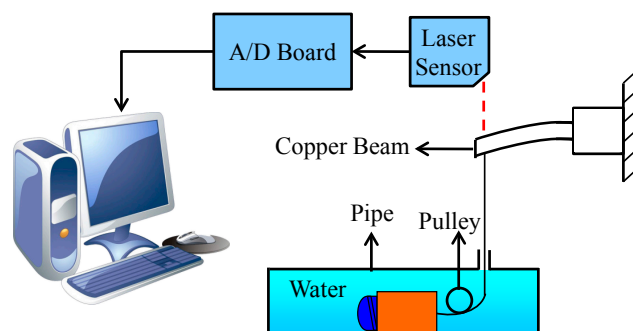 A/D Board
Laser
Sensor
Copper Beam
Pipe
Pulley
Water